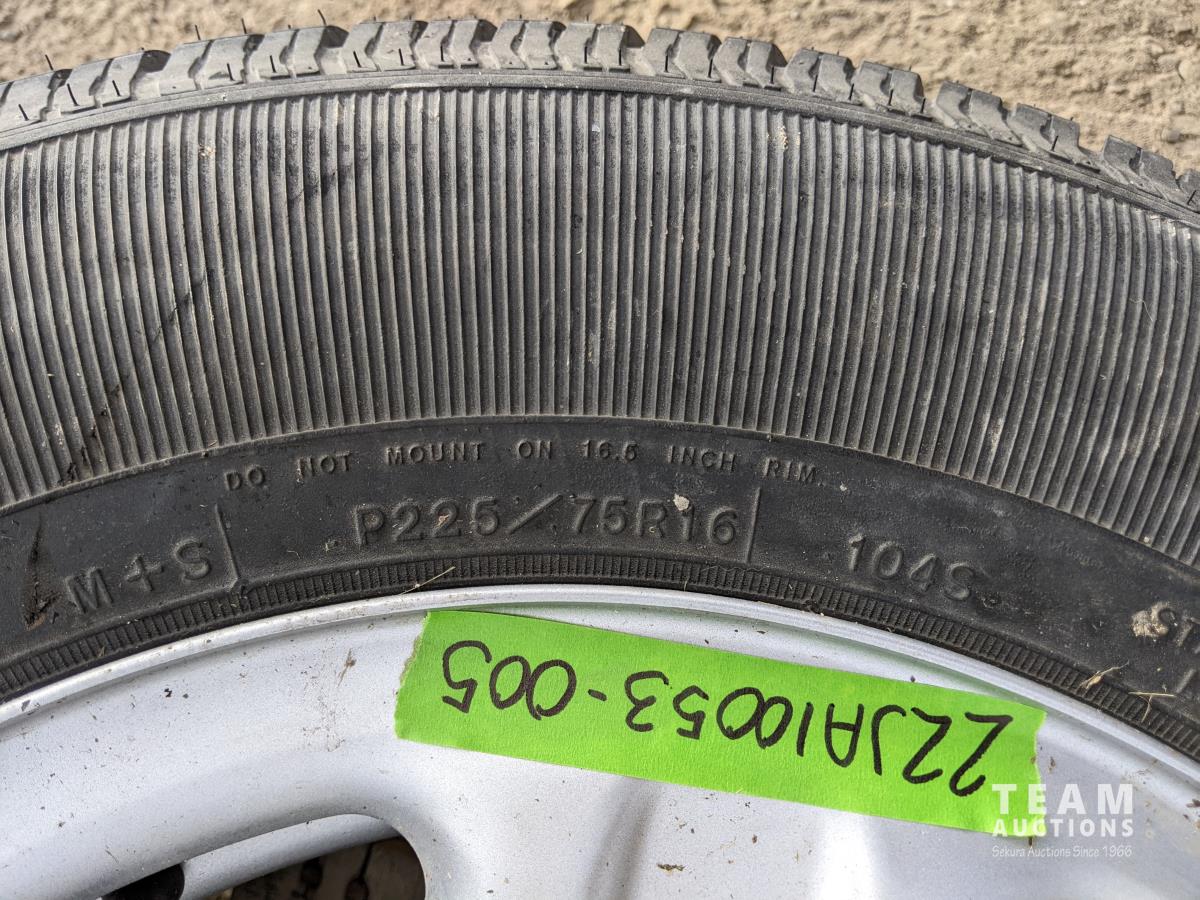 DO NOT MOUNT ON 16.5 INCH RIM.
M+S
P225/75R16
104S
22JA10053-005
TEAM
AUCTIONS
Sekura Auctions Since 1966